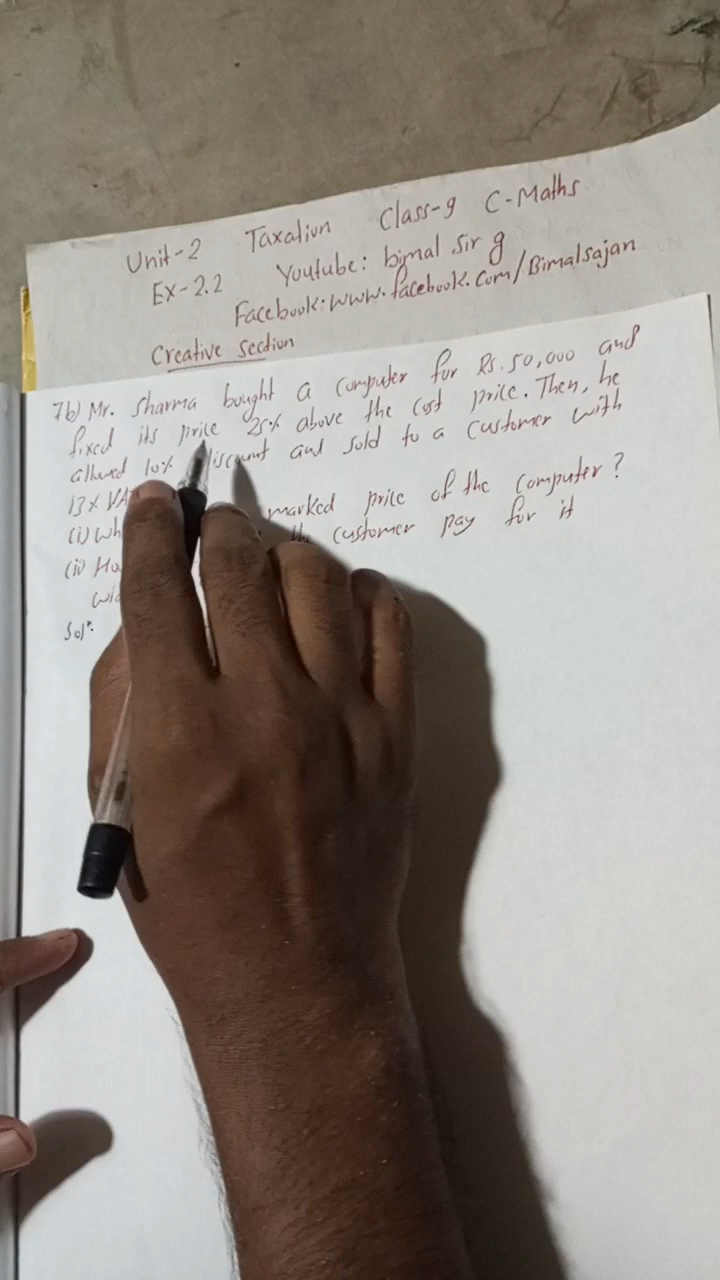 Unit-2 Taxation Class-9 C-Maths
Ex-2.2 Youtube: bimal sir g
Facebook: www.facebook.com/Bimalsajan
Creative section
7b) Mr. Sharma bought a computer for Rs. 50,000 and
fixed its price 25% above the cost price. Then, he
allowed 10% discount and sold to a customer with
13% VA
(i) Wh marked price of the computer?
(ii) Ho the customer pay for it
wi
Solⁿ: